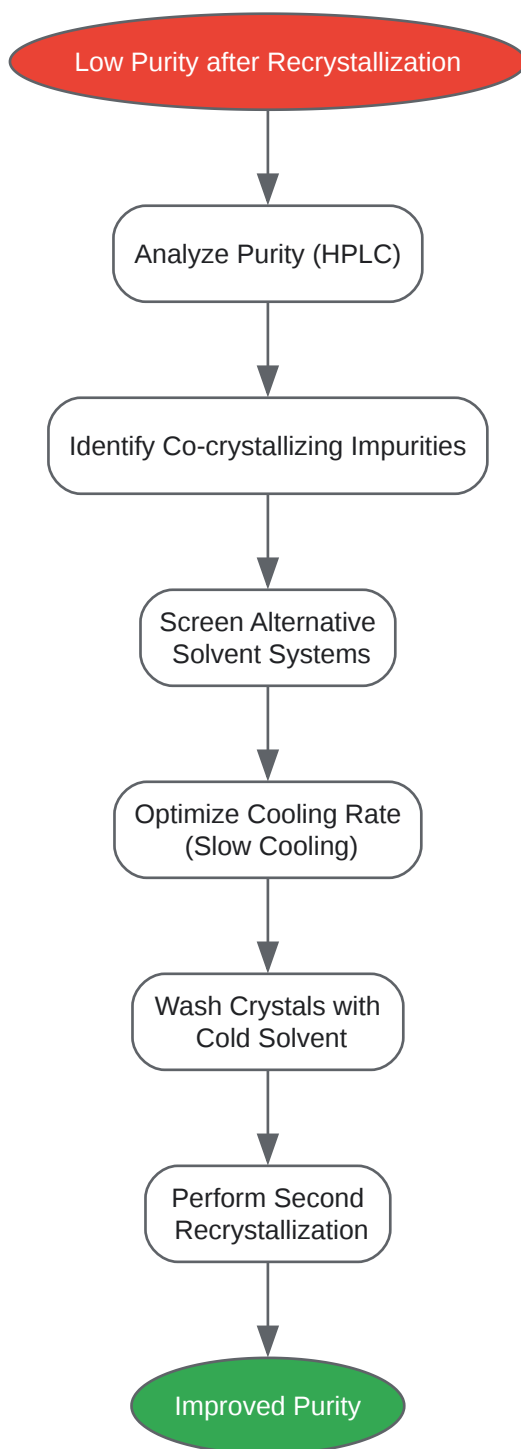 Low Purity after Recrystallization
Analyze Purity (HPLC)
Identify Co-crystallizing Impurities
Screen Alternative
Solvent Systems
Optimize Cooling Rate
(Slow Cooling)
Wash Crystals with
Cold Solvent
Perform Second
Recrystallization
Improved Purity